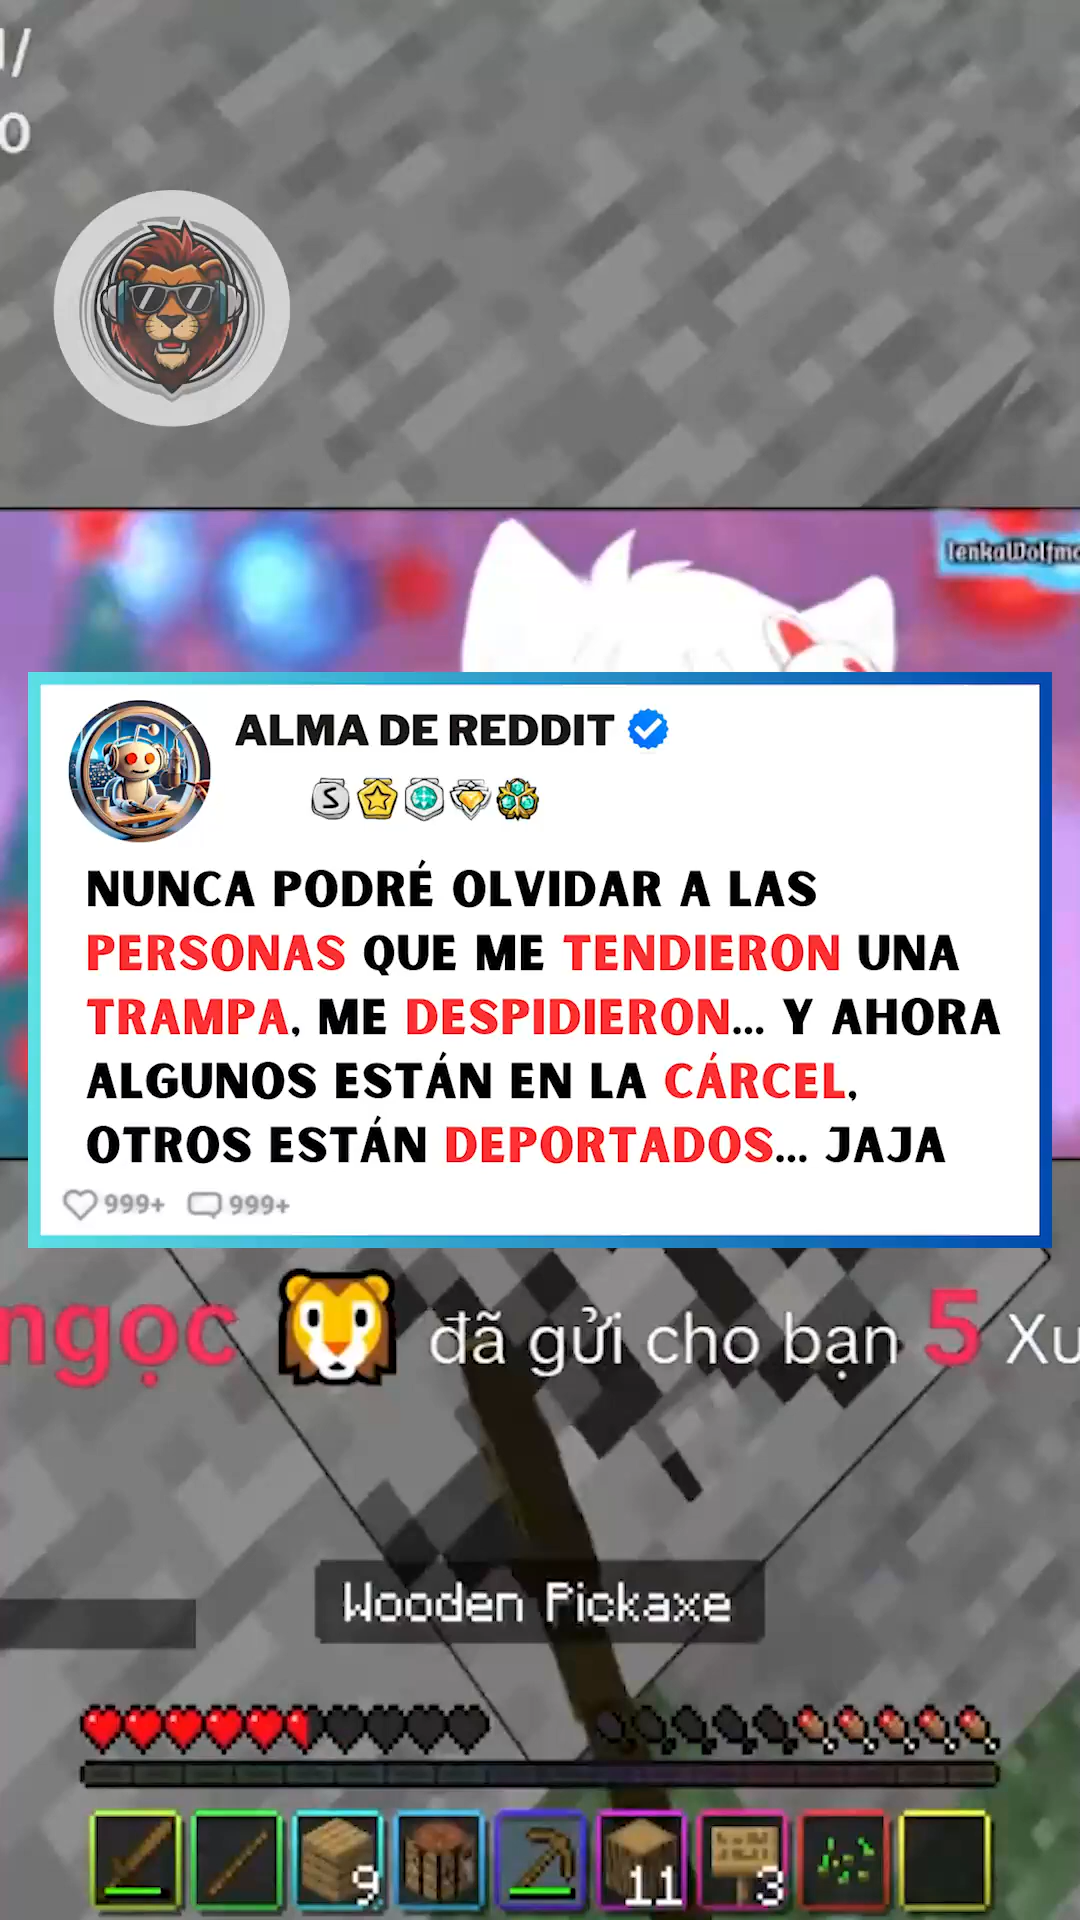 ALMA DE REDDIT
NUNCA PODRÉ OLVIDAR A LAS
PERSONAS QUE ME TENDIERON UNA
TRAMPA, ME DESPIDIERON... Y AHORA
ALGUNOS ESTÁN EN LA CÁRCEL,
OTROS ESTÁN DEPORTADOS... JAJA
999+ 999+
ngọc đã gửi cho bạn 5 Xu
Wooden Pickaxe
9 11 3